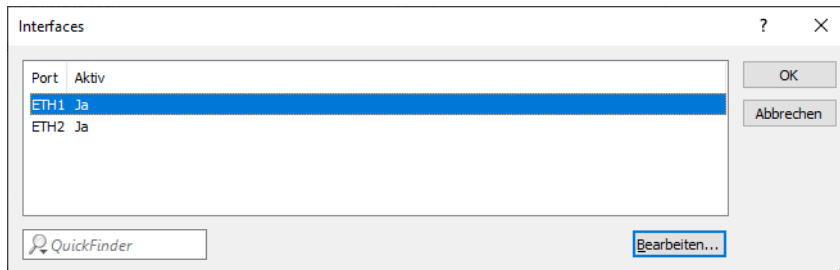 Interfaces
?
Port Aktiv
ETH1 Ja
ETH2 Ja
OK
Abbrechen
QuickFinder
Bearbeiten...